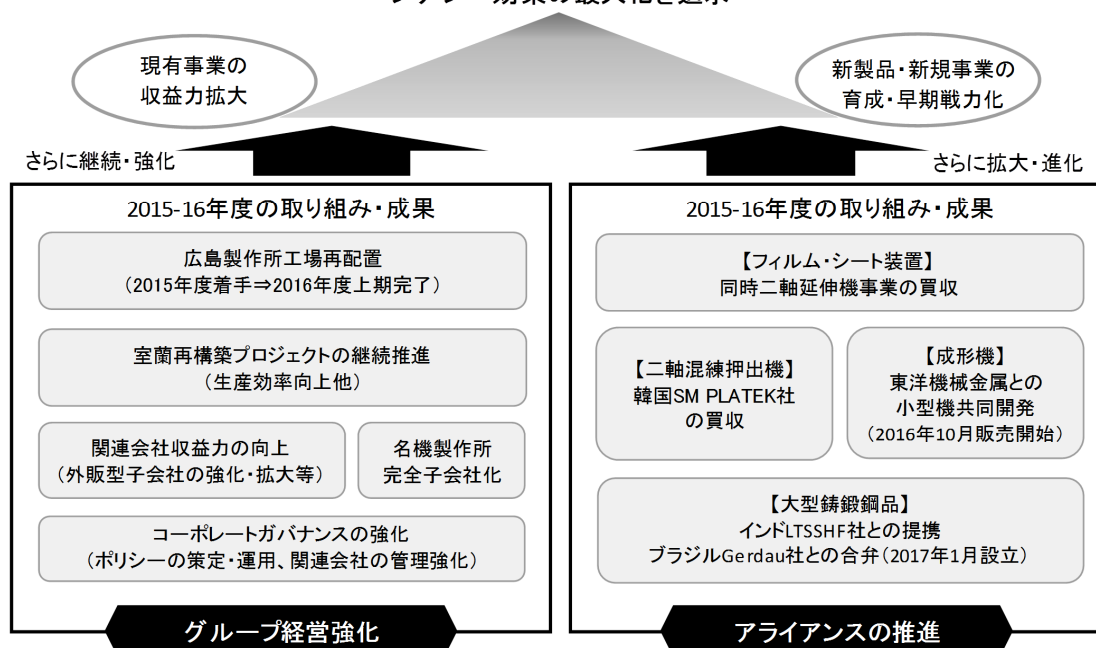 現有事業の
収益力拡大
新製品・新規事業の
育成・早期戦力化
さらに継続・強化
さらに拡大・進化
2015-16年度の取り組み・成果
広島製作所工場再配置
(2015年度着手⇒2016年度上期完了)
室蘭再構築プロジェクトの継続推進
(生産効率向上他)
関連会社収益力の向上
(外販型子会社の強化・拡大等)
名機製作所
完全子会社化
コーポレートガバナンスの強化
(ポリシーの策定・運用、関連会社の管理強化)
グループ経営強化
2015-16年度の取り組み・成果
【フィルム・シート装置】
同時二軸延伸機事業の買収
【二軸混練押出機】
韓国SM PLATEK社
の買収
【成形機】
東洋機械金属との
小型機共同開発
(2016年10月販売開始)
【大型鋳鍛鋼品】
インドLTSSHF社との提携
ブラジルGerdau社との合弁(2017年1月設立)
アライアンスの推進